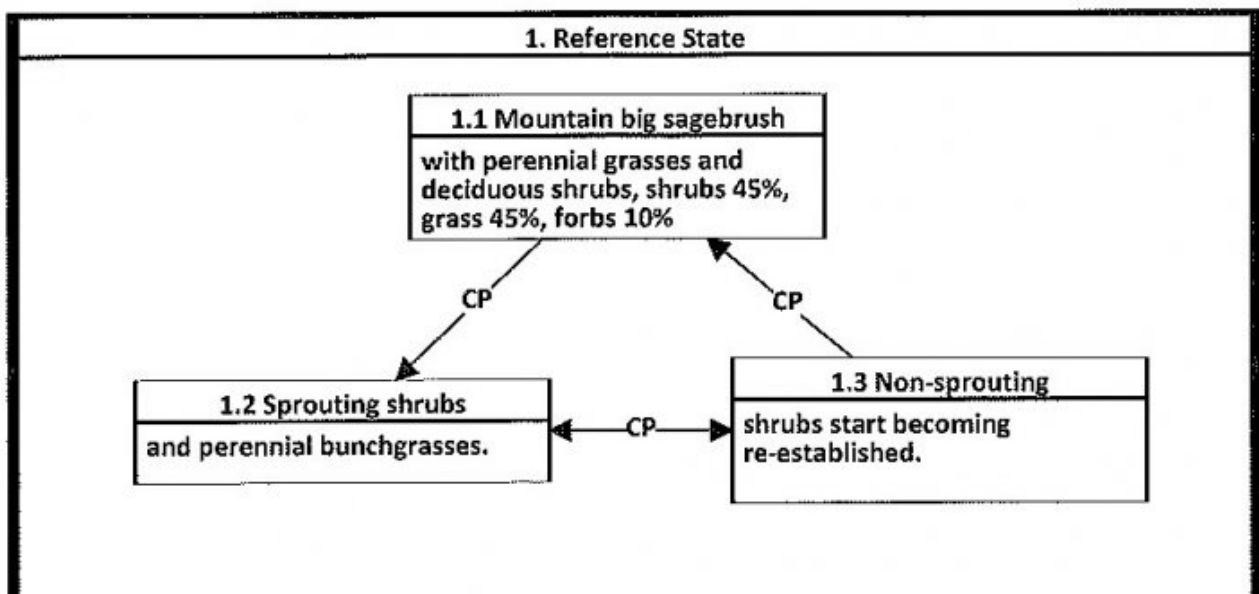 1. Reference State
1.1 Mountain big sagebrush
with perennial grasses and
deciduous shrubs, shrubs 45%,
grass 45%, forbs 10%
CP
CP
1.2 Sprouting shrubs
and perennial bunchgrasses.
CP
1.3 Non-sprouting
shrubs start becoming
re-established.